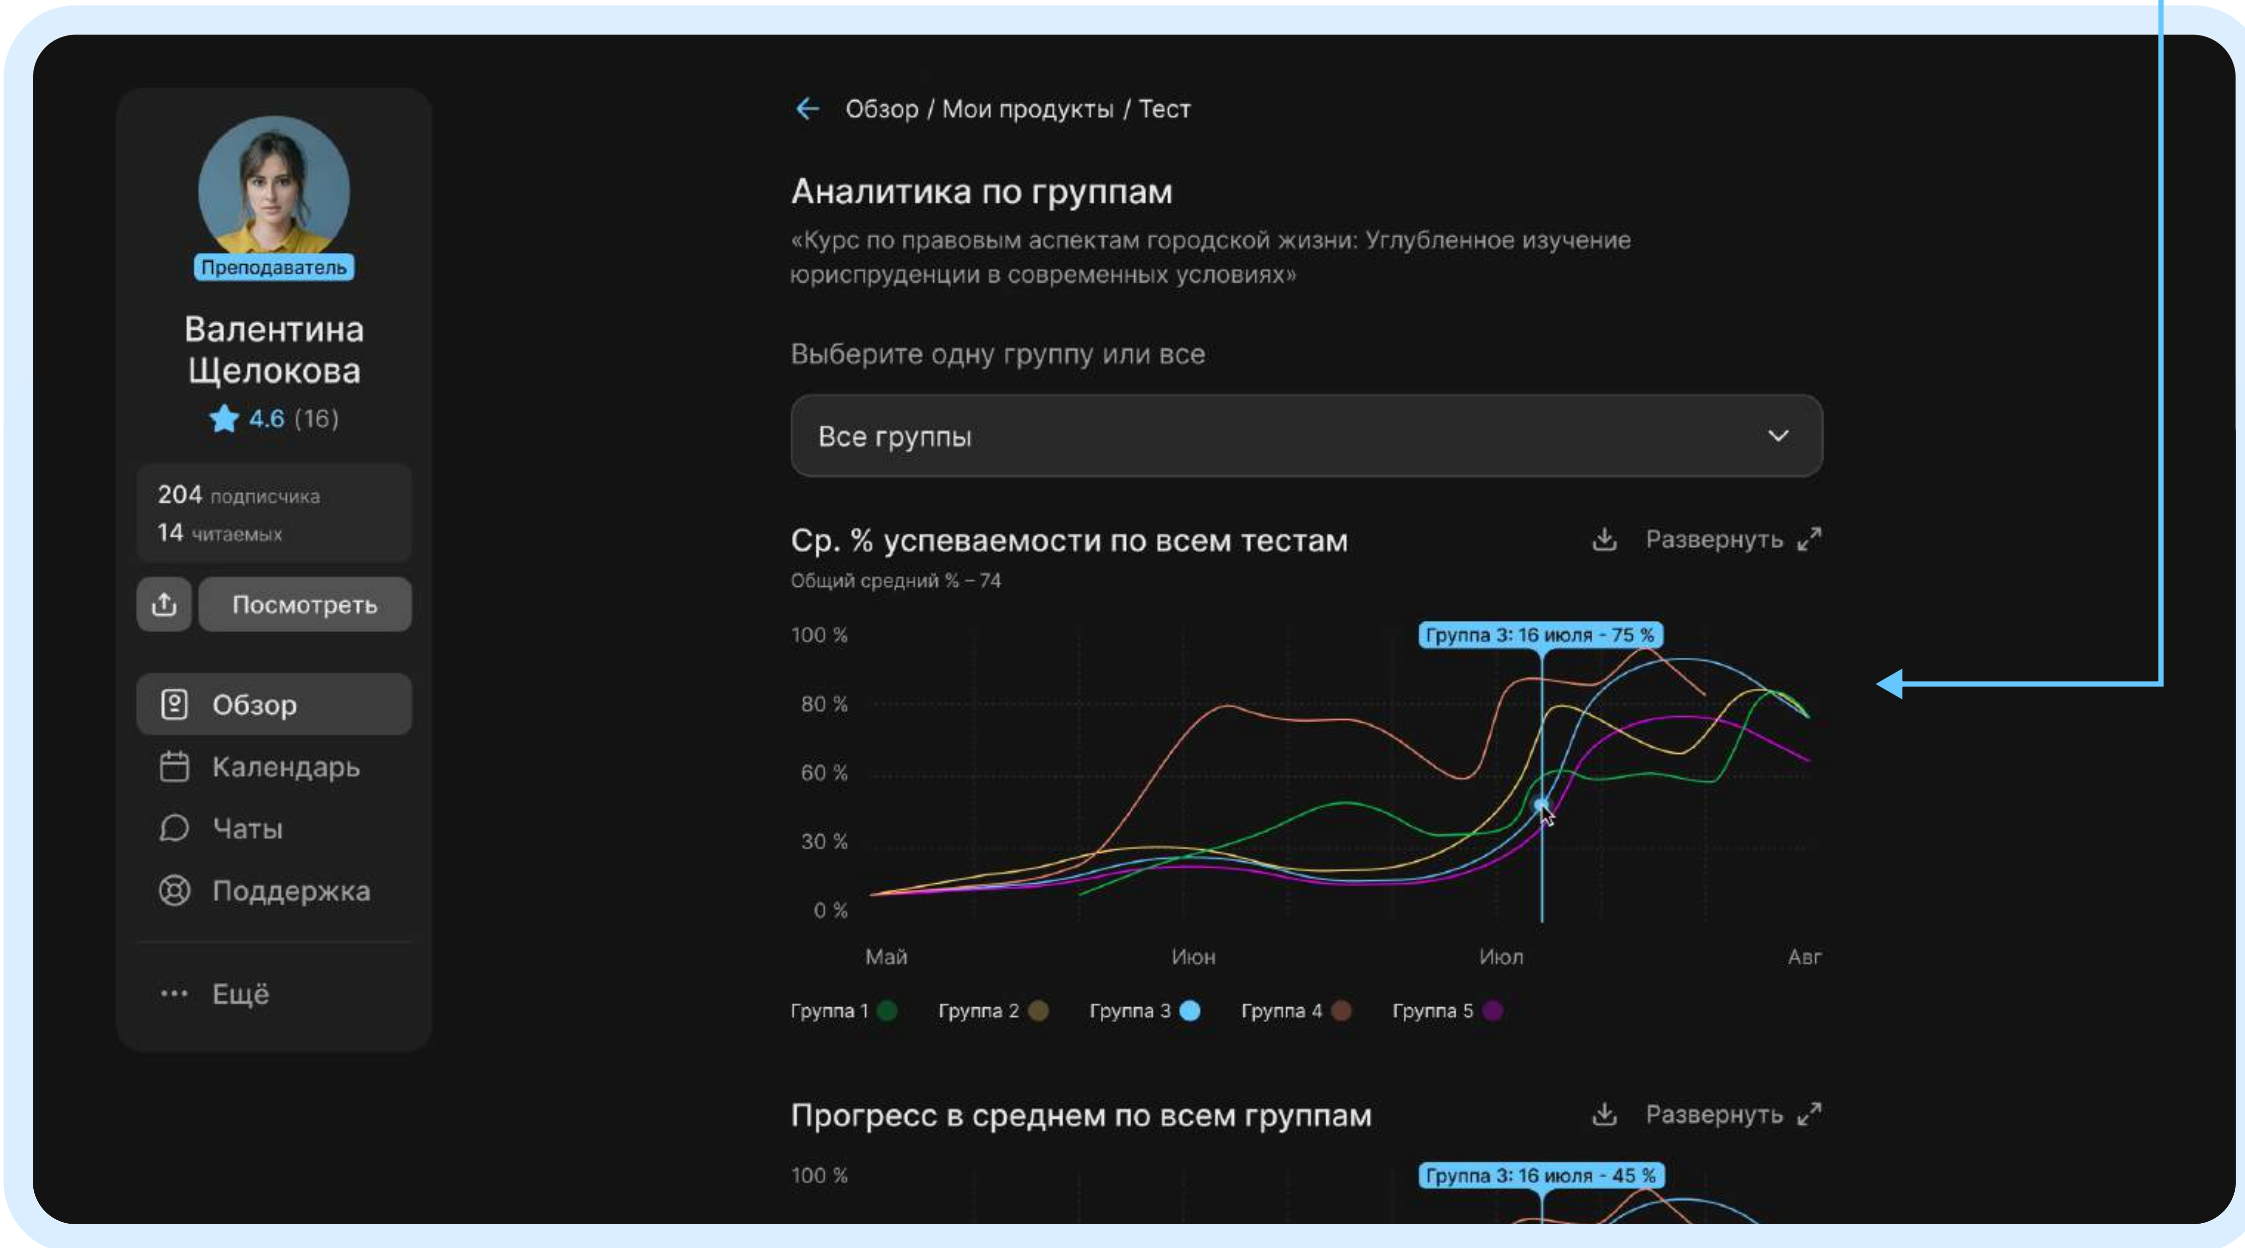 Преподаватель
Валентина
Щелокова
4.6 (16)
204 подписчика
14 читаемых
Посмотреть
Обзор
Календарь
Чаты
Поддержка
Ещё
Обзор / Мои продукты / Тест
Аналитика по группам
«Курс по правовым аспектам городской жизни: Углубленное изучение
юриспруденции в современных условиях»
Выберите одну группу или все
Все группы
Ср. % успеваемости по всем тестам
Развернуть
Общий средний % – 74
Группа 3: 16 июля - 75 %
100 %
80 %
60 %
30 %
0 %
Май Июн Июл Авг
Группа 1 Группа 2 Группа 3 Группа 4 Группа 5
Прогресс в среднем по всем группам
Развернуть
100 %
Группа 3: 16 июля - 45 %